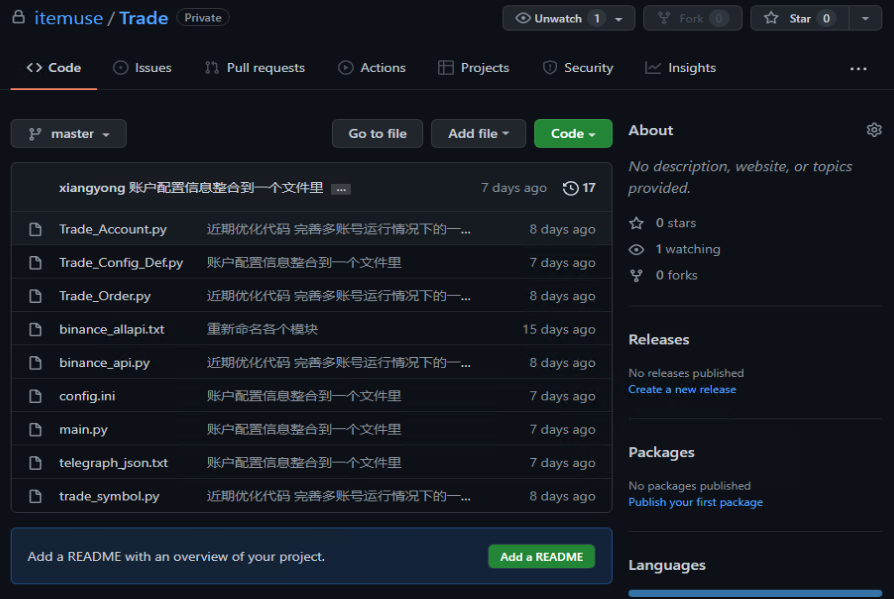 itemuse / Trade Private
Unwatch 1 Fork 0 Star 0
Code Issues Pull requests Actions Projects Security Insights ...
master Go to file Add file Code
xiangyong 账户配置信息整合到一个文件里 ... 7 days ago 17
Trade_Account.py 近期优化代码 完善多账号运行情况下的一... 8 days ago
Trade_Config_Def.py 账户配置信息整合到一个文件里 7 days ago
Trade_Order.py 近期优化代码 完善多账号运行情况下的一... 8 days ago
binance_allapi.txt 重新命名各个模块 15 days ago
binance_api.py 近期优化代码 完善多账号运行情况下的一... 8 days ago
config.ini 账户配置信息整合到一个文件里 7 days ago
main.py 账户配置信息整合到一个文件里 7 days ago
telegraph_json.txt 账户配置信息整合到一个文件里 7 days ago
trade_symbol.py 近期优化代码 完善多账号运行情况下的一... 8 days ago
Add a README with an overview of your project. Add a README
About
No description, website, or topics
provided.
0 stars
1 watching
0 forks
Releases
No releases published
Create a new release
Packages
No packages published
Publish your first package
Languages